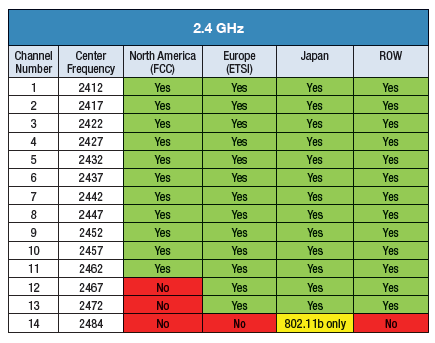 2.4 GHz
Channel Number Center Frequency North America (FCC) Europe (ETSI) Japan ROW
1 2412 Yes Yes Yes Yes
2 2417 Yes Yes Yes Yes
3 2422 Yes Yes Yes Yes
4 2427 Yes Yes Yes Yes
5 2432 Yes Yes Yes Yes
6 2437 Yes Yes Yes Yes
7 2442 Yes Yes Yes Yes
8 2447 Yes Yes Yes Yes
9 2452 Yes Yes Yes Yes
10 2457 Yes Yes Yes Yes
11 2462 Yes Yes Yes Yes
12 2467 No Yes Yes Yes
13 2472 No Yes Yes Yes
14 2484 No No 802.11b only No